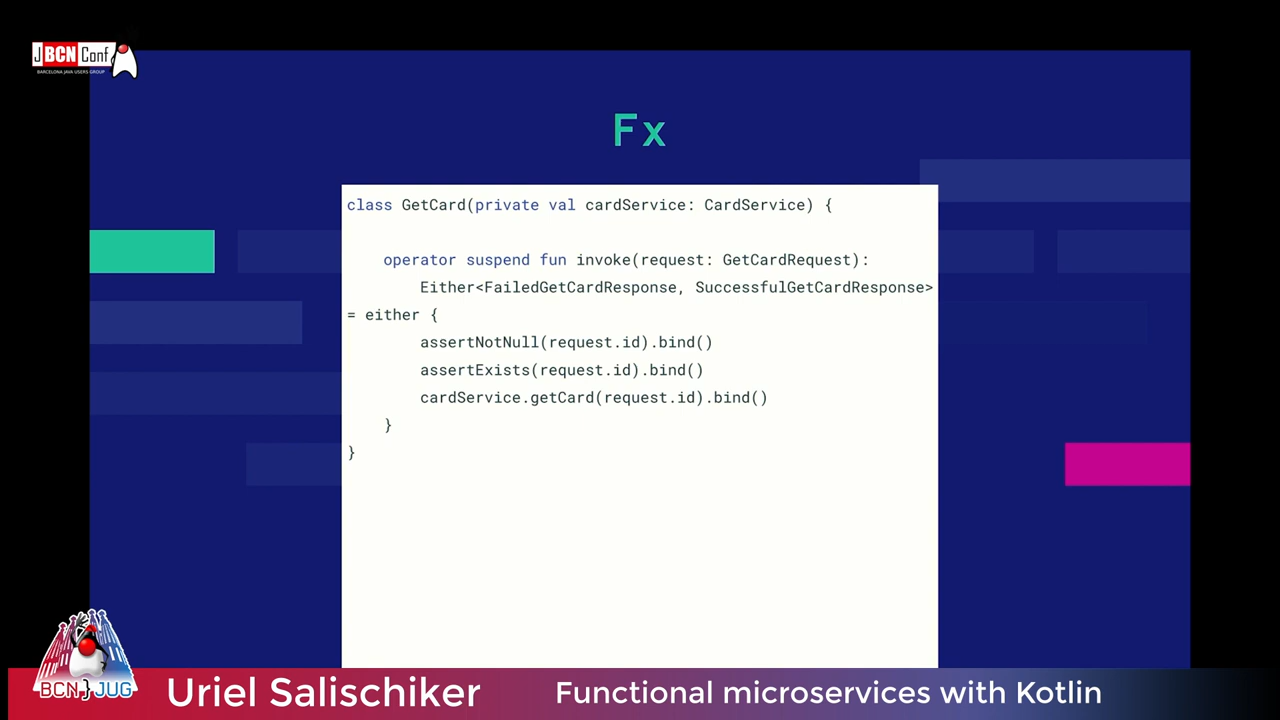 JBCNConf
BARCELONA JAVA USERS GROUP
Fx
class GetCard(private val cardService: CardService) {
operator suspend fun invoke(request: GetCardRequest):
Either<FailedGetCardResponse, SuccessfulGetCardResponse>
= either {
assertNotNull(request.id).bind()
assertExists(request.id).bind()
cardService.getCard(request.id).bind()
}
}
BCN}JUG
Uriel Salischiker
Functional microservices with Kotlin